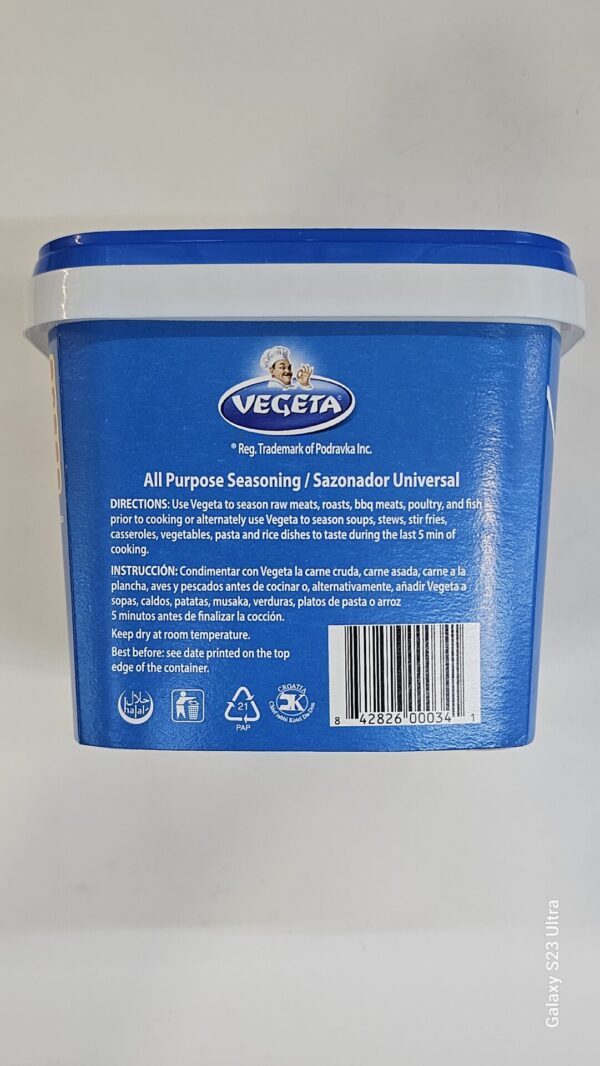 VEGETA®
® Reg. Trademark of Podravka Inc.
All Purpose Seasoning / Sazonador Universal
DIRECTIONS: Use Vegeta to season raw meats, roasts, bbq meats, poultry, and fish
prior to cooking or alternately use Vegeta to season soups, stews, stir fries,
casseroles, vegetables, pasta and rice dishes to taste during the last 5 min of
cooking.
INSTRUCCIÓN: Condimentar con Vegeta la carne cruda, carne asada, carne a la
plancha, aves y pescados antes de cocinar o, alternativamente, añadir Vegeta a
sopas, caldos, patatas, musaka, verduras, platos de pasta o arroz
5 minutos antes de finalizar la cocción.
Keep dry at room temperature.
Best before: see date printed on the top
edge of the container.
حلال
halal
21
PAP
CROATIA
8 42826 00034 1
Galaxy S23 Ultra